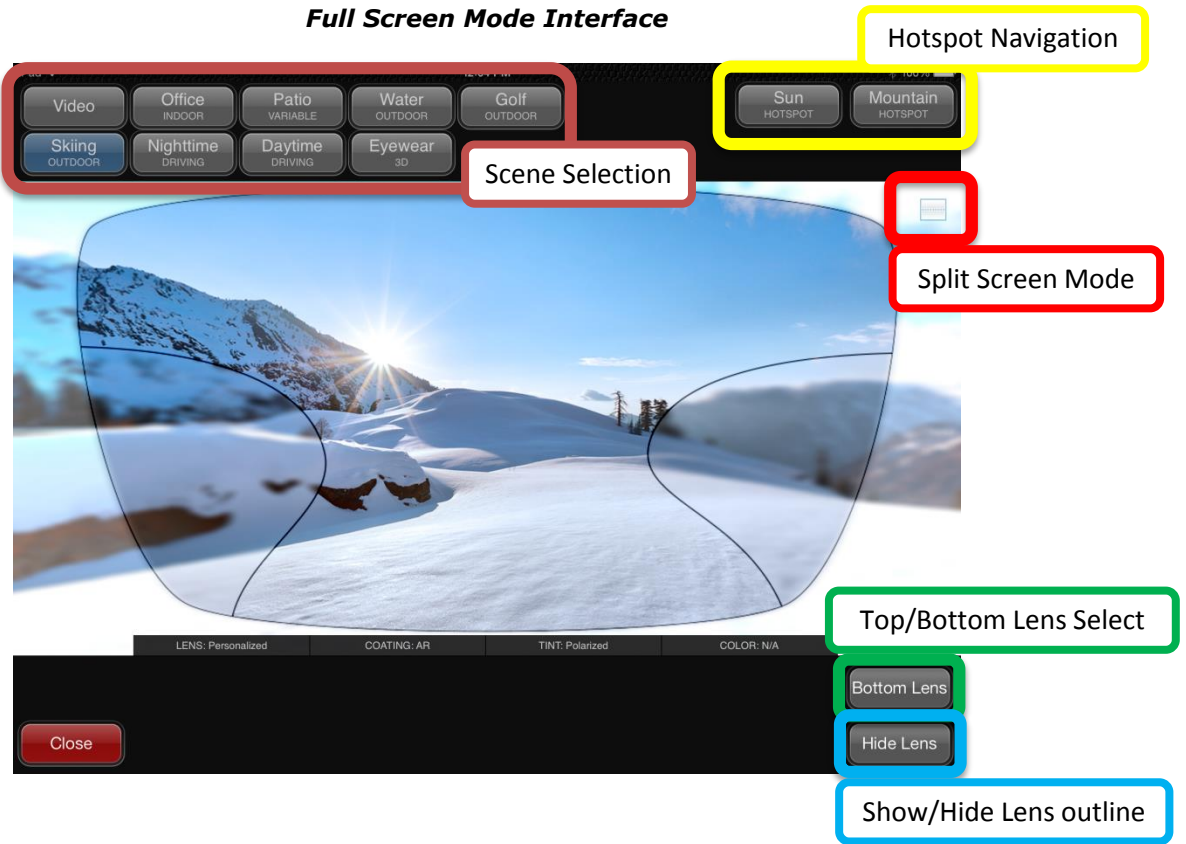 Full Screen Mode Interface
Hotspot Navigation
100%
Video
Office
INDOOR
Patio
VARIABLE
Water
OUTDOOR
Golf
OUTDOOR
Sun
HOTSPOT
Mountain
HOTSPOT
Skiing
OUTDOOR
Nighttime
DRIVING
Daytime
DRIVING
Eyewear
3D
Scene Selection
Split Screen Mode
Top/Bottom Lens Select
LENS: Personalized
COATING: AR
TINT: Polarized
COLOR: N/A
Bottom Lens
Close
Hide Lens
Show/Hide Lens outline